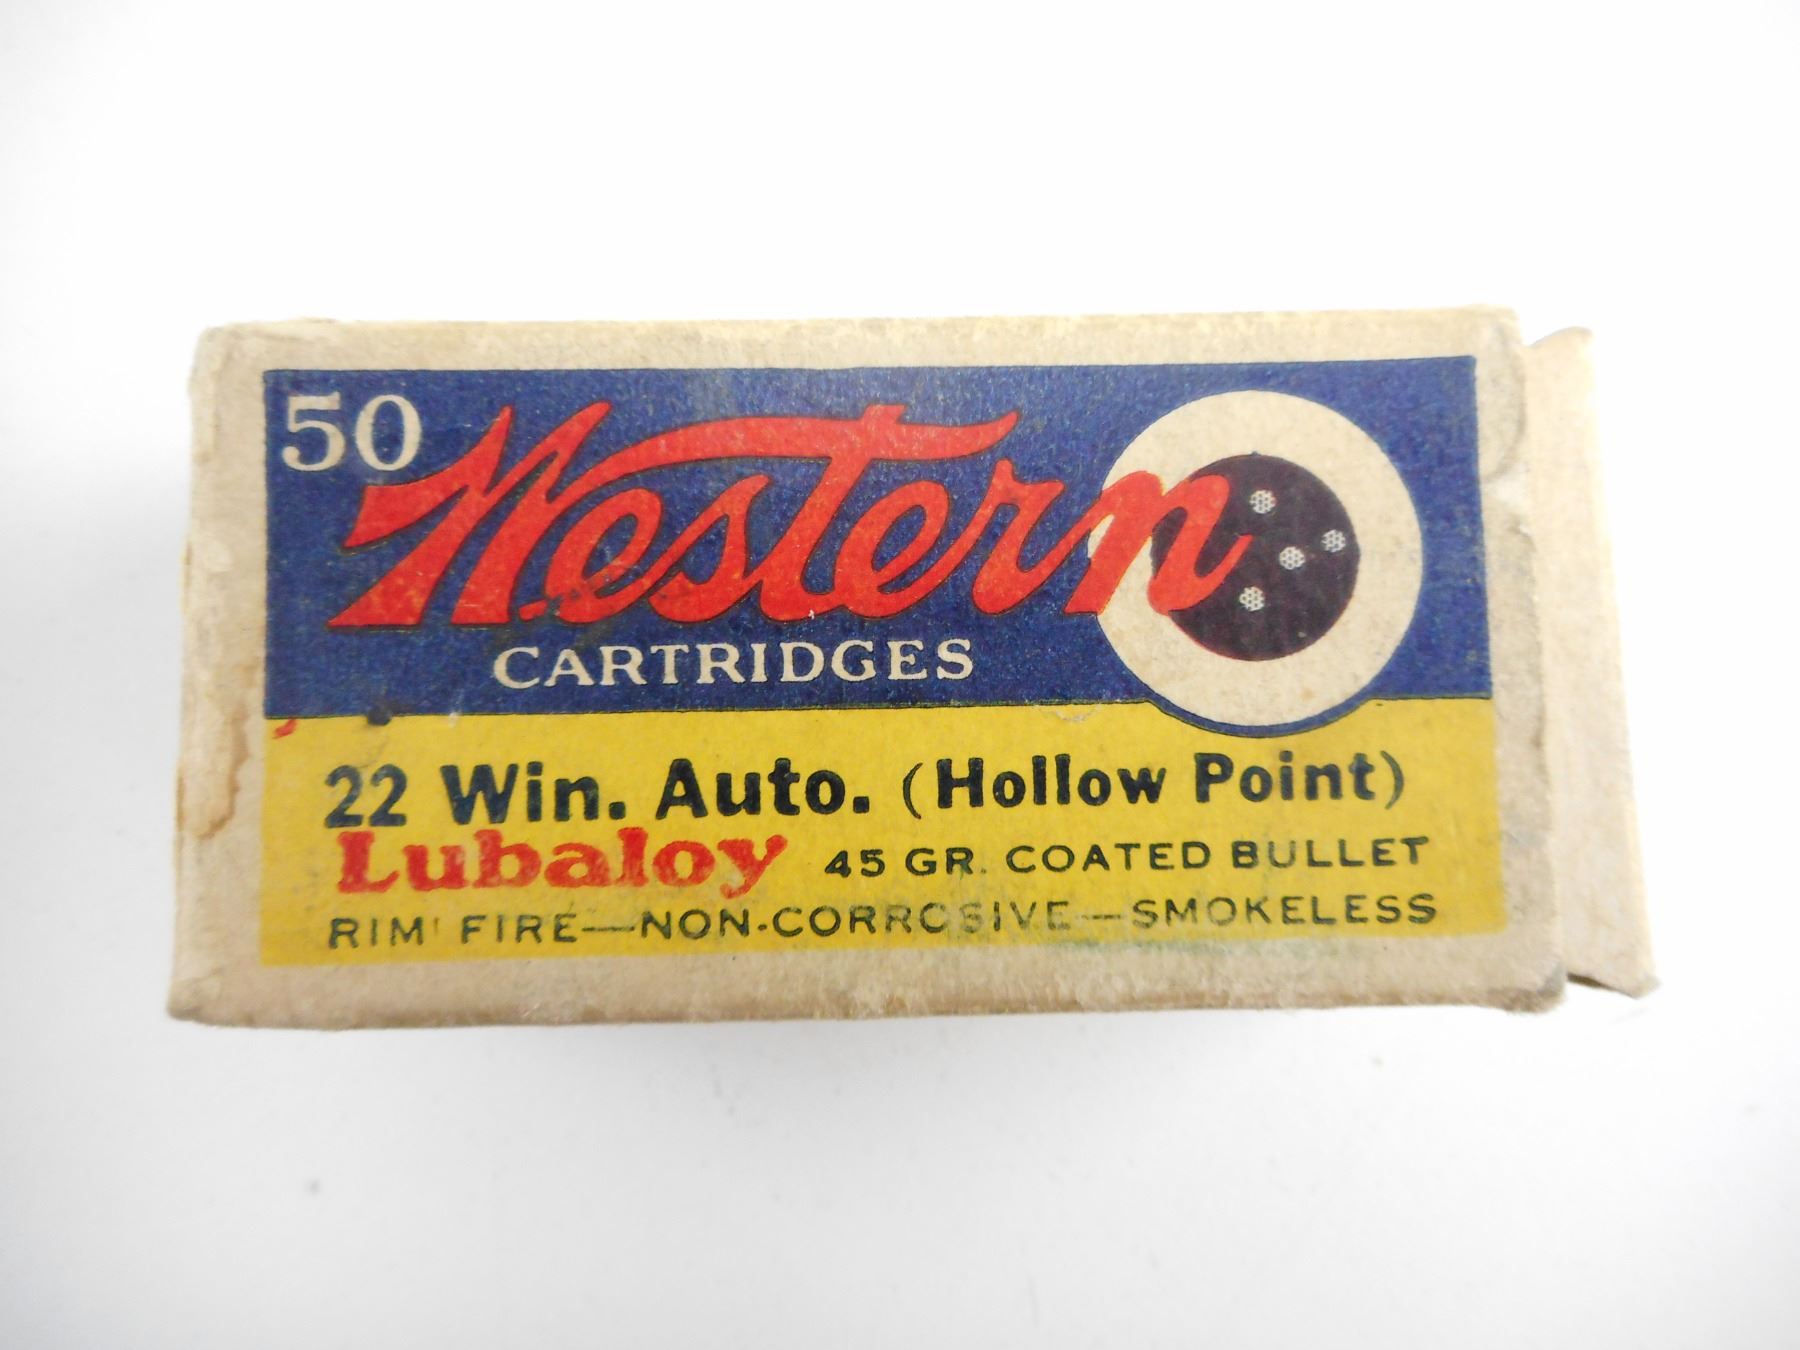 50 Western
CARTRIDGES
22 Win. Auto. (Hollow Point)
Lubaloy 45 GR. COATED BULLET
RIM FIRE—NON-CORROSIVE—SMOKELESS